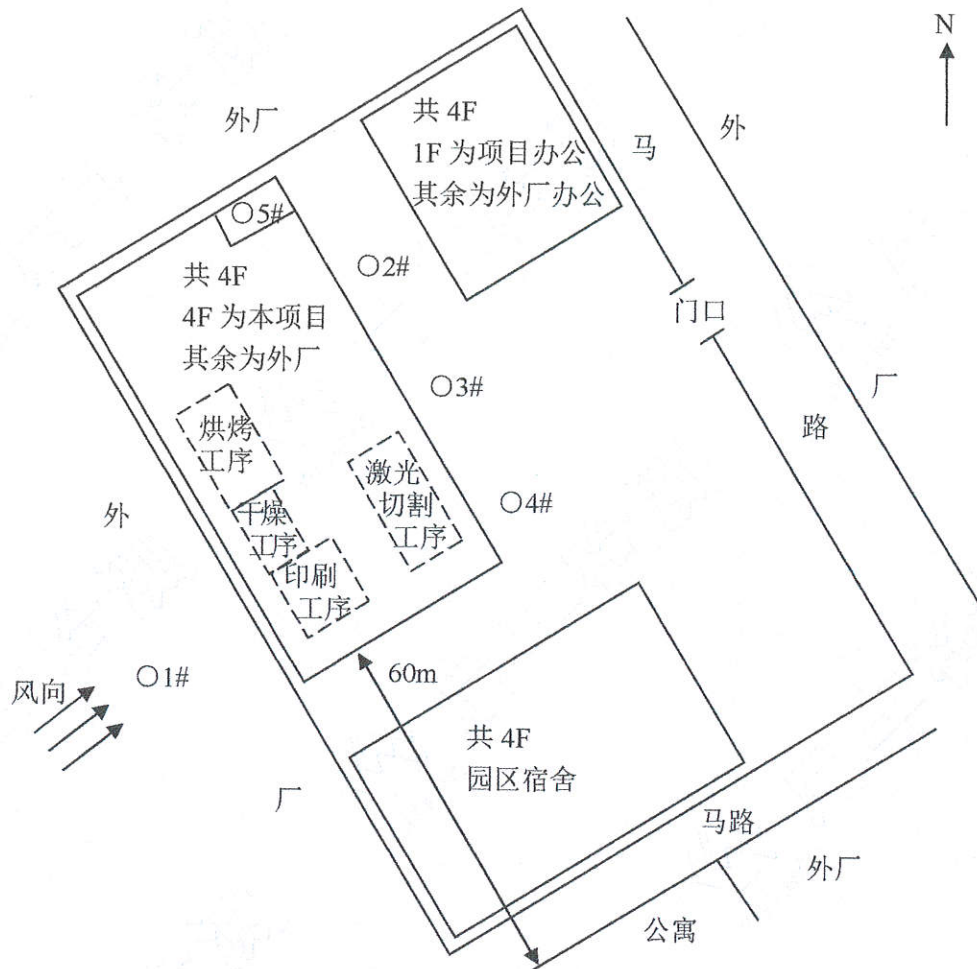 N
外厂
共 4F
1F 为项目办公
其余为外厂办公
马
外
○5#
○2#
共 4F
4F 为本项目
其余为外厂
门口
○3#
厂
烘烤
工序
路
激光
切割
工序
○4#
外
干燥
工序
印刷
工序
○1#
风向
60m
共 4F
园区宿舍
厂
马路
外厂
公寓